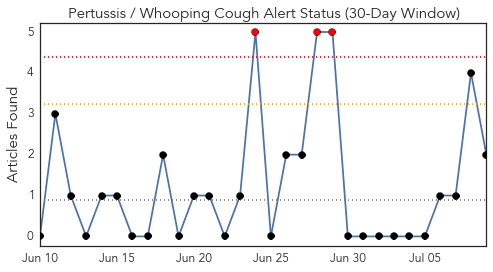 Pertussis / Whooping Cough Alert Status (30-Day Window)
Articles Found
5
4
3
2
1
0
Jun 10
Jun 15
Jun 20
Jun 25
Jun 30
Jul 05